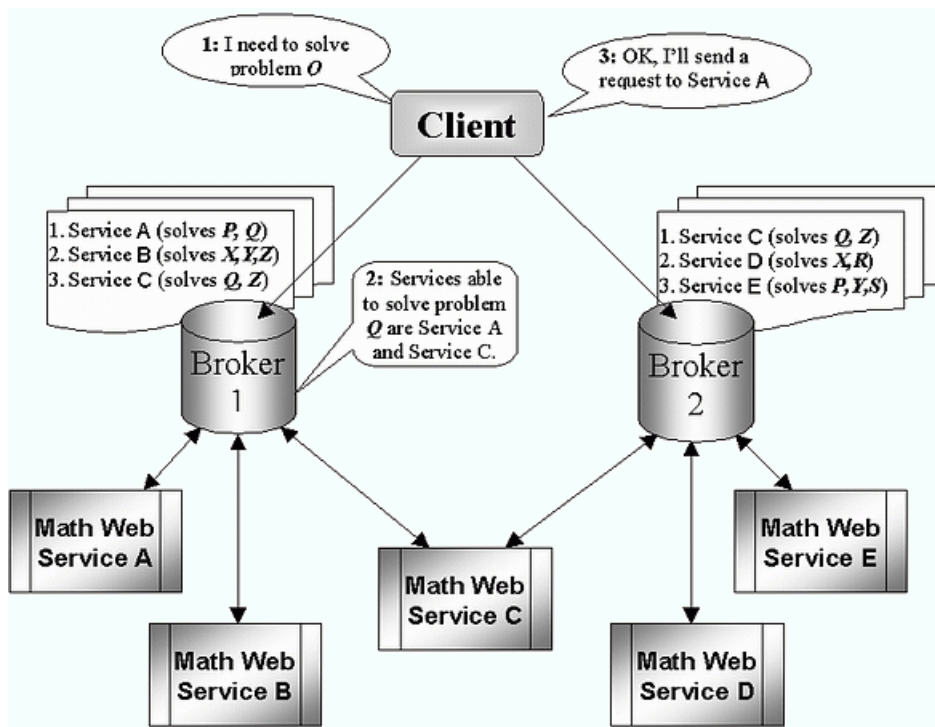 1: I need to solve
problem O
3: OK, I'll send a
request to Service A
Client
1. Service A (solves P, Q)
2. Service B (solves X,Y,Z)
3. Service C (solves Q, Z)
1. Service C (solves Q, Z)
2. Service D (solves X,R)
3. Service E (solves P,Y,S)
2: Services able
to solve problem
Q are Service A
and Service C.
Broker
1
Broker
2
Math Web
Service A
Math Web
Service B
Math Web
Service C
Math Web
Service D
Math Web
Service E